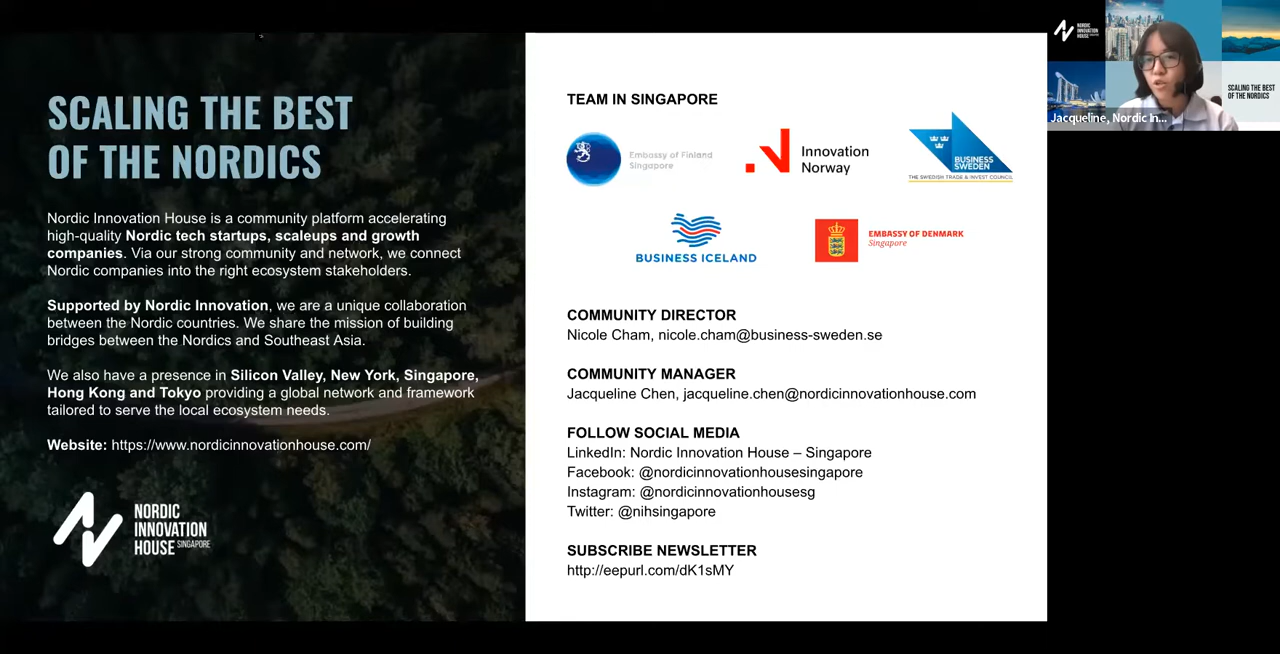 SCALING THE BEST
OF THE NORDICS
Nordic Innovation House is a community platform accelerating
high-quality Nordic tech startups, scaleups and growth
companies. Via our strong community and network, we connect
Nordic companies into the right ecosystem stakeholders.
Supported by Nordic Innovation, we are a unique collaboration
between the Nordic countries. We share the mission of building
bridges between the Nordics and Southeast Asia.
We also have a presence in Silicon Valley, New York, Singapore,
Hong Kong and Tokyo providing a global network and framework
tailored to serve the local ecosystem needs.
Website: https://www.nordicinnovationhouse.com/
NORDIC
INNOVATION
HOUSE SINGAPORE
TEAM IN SINGAPORE
Embassy of Finland
Singapore
Innovation
Norway
BUSINESS
SWEDEN
THE SWEDISH TRADE & INVEST COUNCIL
BUSINESS ICELAND
EMBASSY OF DENMARK
Singapore
COMMUNITY DIRECTOR
Nicole Cham, nicole.cham@business-sweden.se
COMMUNITY MANAGER
Jacqueline Chen, jacqueline.chen@nordicinnovationhouse.com
FOLLOW SOCIAL MEDIA
LinkedIn: Nordic Innovation House – Singapore
Facebook: @nordicinnovationhousesingapore
Instagram: @nordicinnovationhousesg
Twitter: @nihsingapore
SUBSCRIBE NEWSLETTER
http://eepurl.com/dK1sMY
NORDIC
INNOVATION
HOUSE
SCALING THE BEST
OF THE NORDICS
Jacqueline, Nordic In...